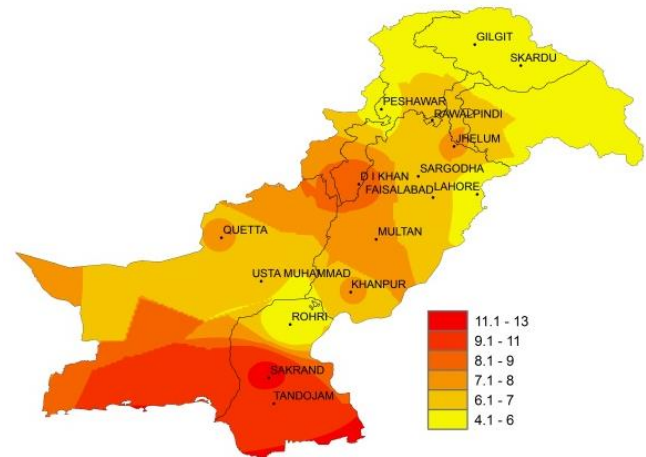 GILGIT
SKARDU
PESHAWAR
RAWALPINDI
JHELUM
SARGODHA
D I KHAN
FAISALABAD
LAHORE
QUETTA
MULTAN
USTA MUHAMMAD
KHANPUR
ROHRI
SAKRAND
TANDOJAM
11.1 - 13
9.1 - 11
8.1 - 9
7.1 - 8
6.1 - 7
4.1 - 6